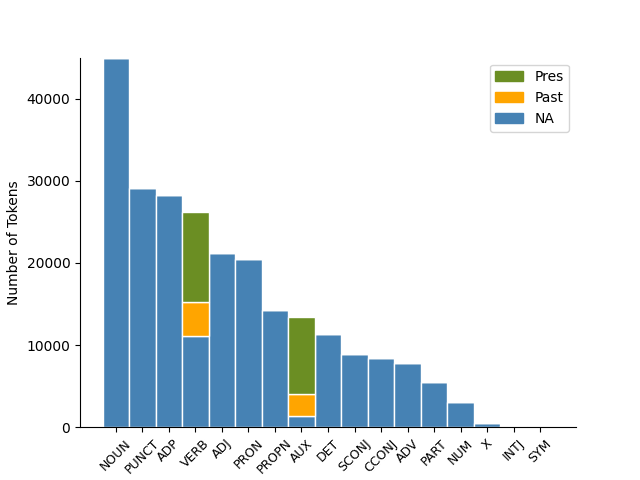 Pres
Past
NA
Number of Tokens
40000
30000
20000
10000
0
NOUN
PUNCT
ADP
VERB
ADJ
PRON
PROPN
AUX
DET
SCONJ
CCONJ
ADV
PART
NUM
X
INTJ
SYM